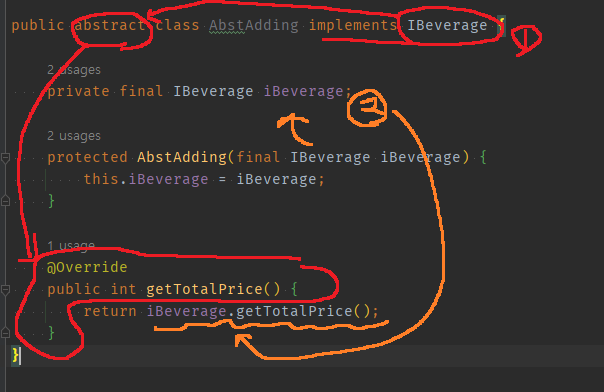 public abstract class AbstAdding implements IBeverage {
1
2 usages
private final IBeverage iBeverage;
2 usages
protected AbstAdding(final IBeverage iBeverage) {
this.iBeverage = iBeverage;
}
1 usage
@Override
public int getTotalPrice() {
return iBeverage.getTotalPrice();
}
}